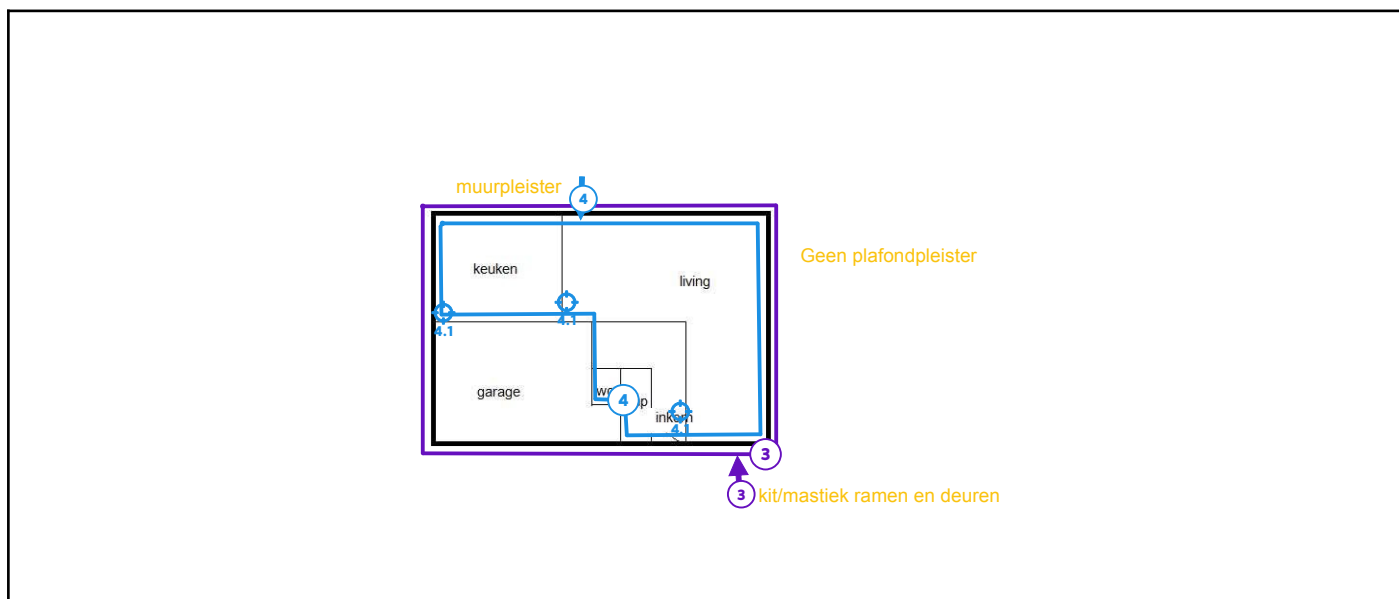 muurpleister
4
keuken
living
Geen plafondpleister
4.1
4.1
garage
4
inkom
4.1
3
3
kit/mastiek ramen en deuren